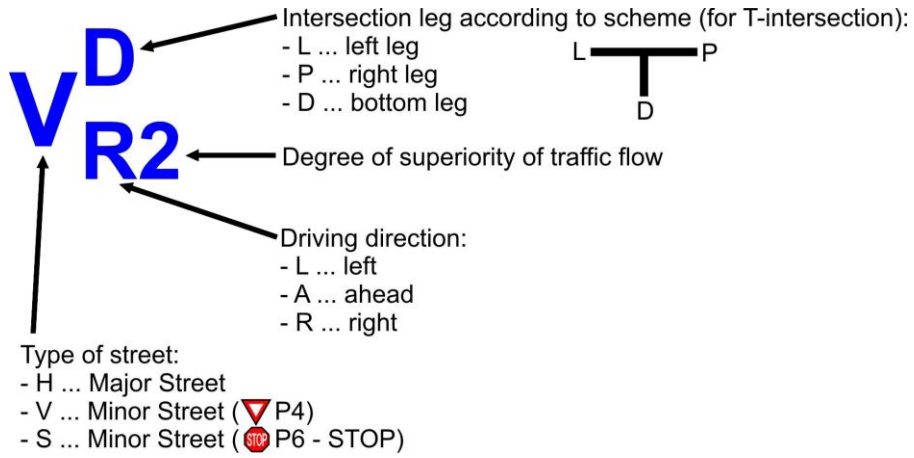 Intersection leg according to scheme (for T-intersection):
- L ... left leg
- P ... right leg
- D ... bottom leg
L P
D
V D R2
Degree of superiority of traffic flow
Driving direction:
- L ... left
- A ... ahead
- R ... right
Type of street:
- H ... Major Street
- V ... Minor Street ( P4)
- S ... Minor Street (STOP P6 - STOP)